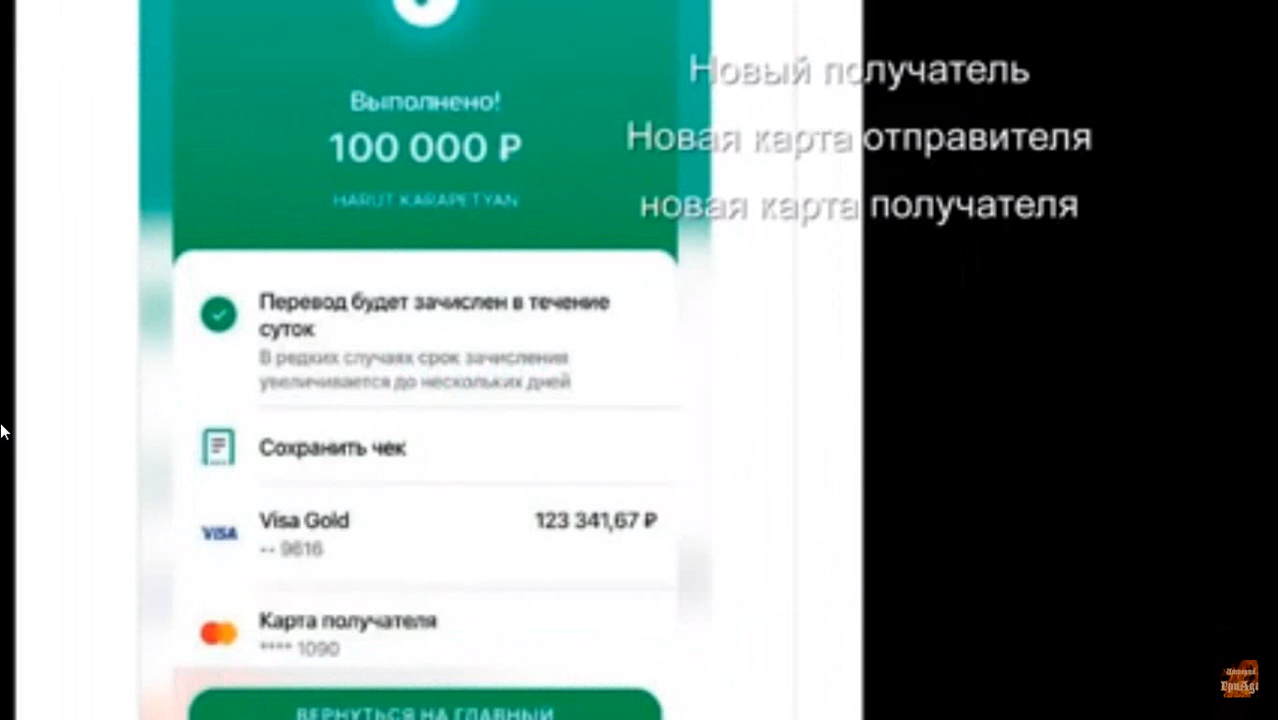 Новый получатель
Новая карта отправителя
новая карта получателя
Выполнено!
100 000 ₽
HARUT KARAPETYAN
Перевод будет зачислен в течение
суток
В редких случаях срок зачисления
увеличивается до нескольких дней
Сохранить чек
VISA
Visa Gold
123 341,67 ₽
•• 9616
Карта получателя
**** 1090
ВЕРНУТЬСЯ НА ГЛАВНЫЙ